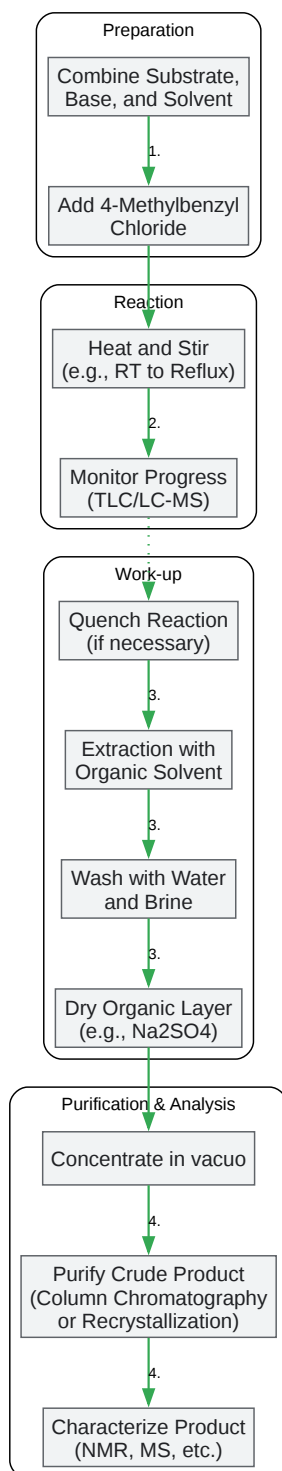 Preparation
Combine Substrate,
Base, and Solvent
1.
Add 4-Methylbenzyl
Chloride
Reaction
Heat and Stir
(e.g., RT to Reflux)
2.
Monitor Progress
(TLC/LC-MS)
Work-up
Quench Reaction
(if necessary)
3.
Extraction with
Organic Solvent
3.
Wash with Water
and Brine
3.
Dry Organic Layer
(e.g., Na2SO4)
Purification & Analysis
Concentrate in vacuo
4.
Purify Crude Product
(Column Chromatography
or Recrystallization)
4.
Characterize Product
(NMR, MS, etc.)